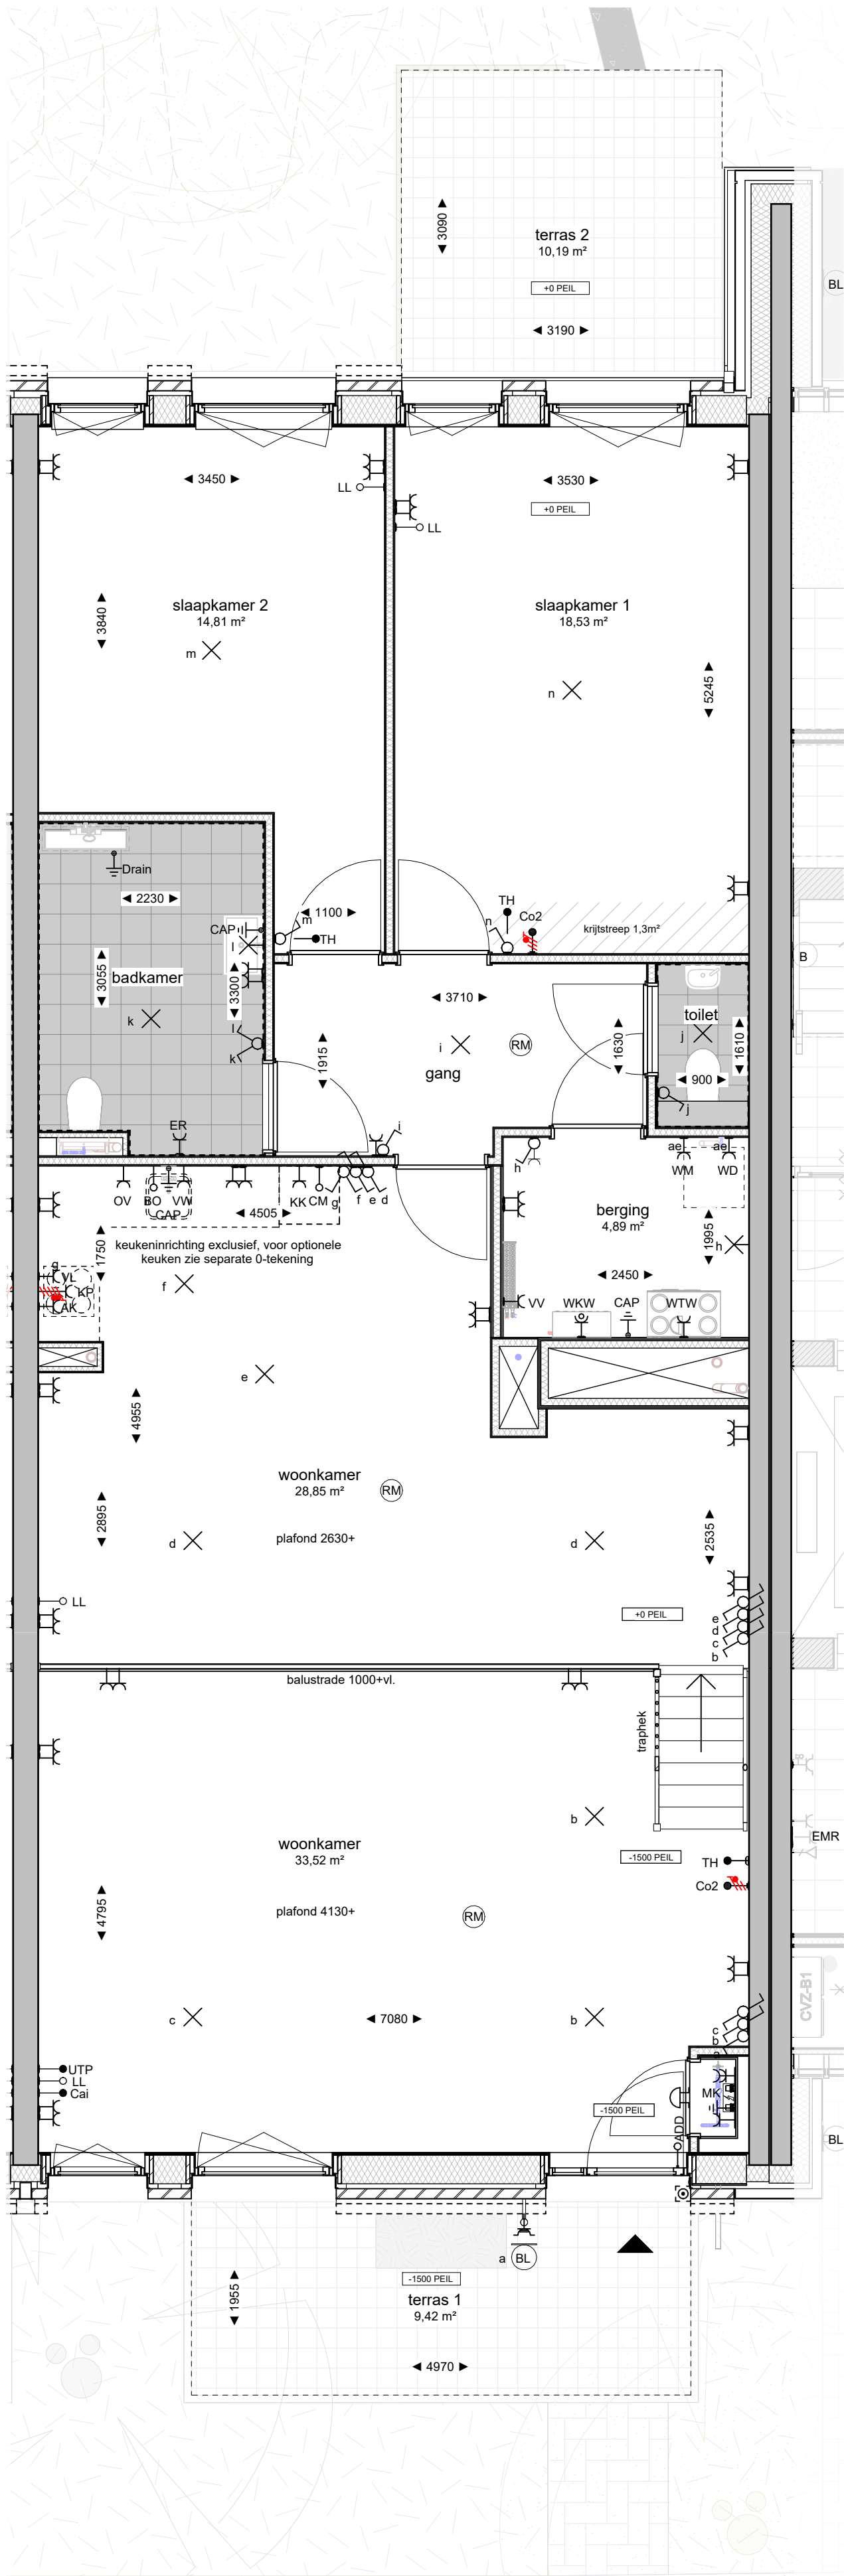 3090
terras 2
10,19 m²
+0 PEIL
3190
BL
3450
LL
3530
+0 PEIL
LL
3840
slaapkamer 2
14,81 m²
m
slaapkamer 1
18,53 m²
n
5245
Drain
2230
CAP
l
1100
m
TH
TH
n
Co2
krijtstreep 1,3m²
B
3055
badkamer
3300
k
l
k
3710
1915
i
RM
gang
1630
toilet
j
1610
900
j
ER
i
h
ae
ae
WM
WD
OV
BO
VW
CAP
4505
KK
CM
g
f
e
d
berging
4,89 m²
1995
h
1750
keukeninrichting exclusief, voor optionele
keuken zie separate 0-tekening
g
VL
KP
AK
f
2450
VV
WKW
CAP
WTW
e
4955
woonkamer
28,85 m²
RM
2895
d
plafond 2630+
d
2535
LL
+0 PEIL
e
d
c
b
balustrade 1000+vl.
traphek
b
EMR
woonkamer
33,52 m²
-1500 PEIL
TH
Co2
4795
plafond 4130+
RM
CVZ-B1
c
7080
b
c
b
UTP
LL
Cai
MK
-1500 PEIL
ADD
BL
a
BL
1955
-1500 PEIL
terras 1
9,42 m²
4970